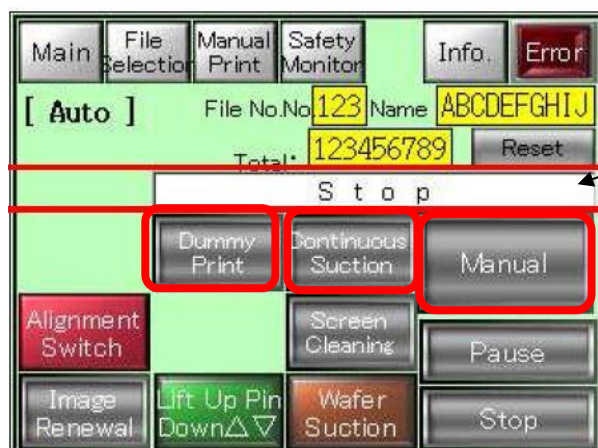 Main
File
Selection
Manual
Print
Safety
Monitor
Info.
Error
[ Auto ]
File No.No.
123
Name
ABCDEFGHIJ
Total:
123456789
Reset
Stop
Dummy
Print
Continuous
Suction
Manual
Alignment
Switch
Screen
Cleaning
Pause
Image
Renewal
Lift Up Pin
Down△▽
Wafer
Suction
Stop